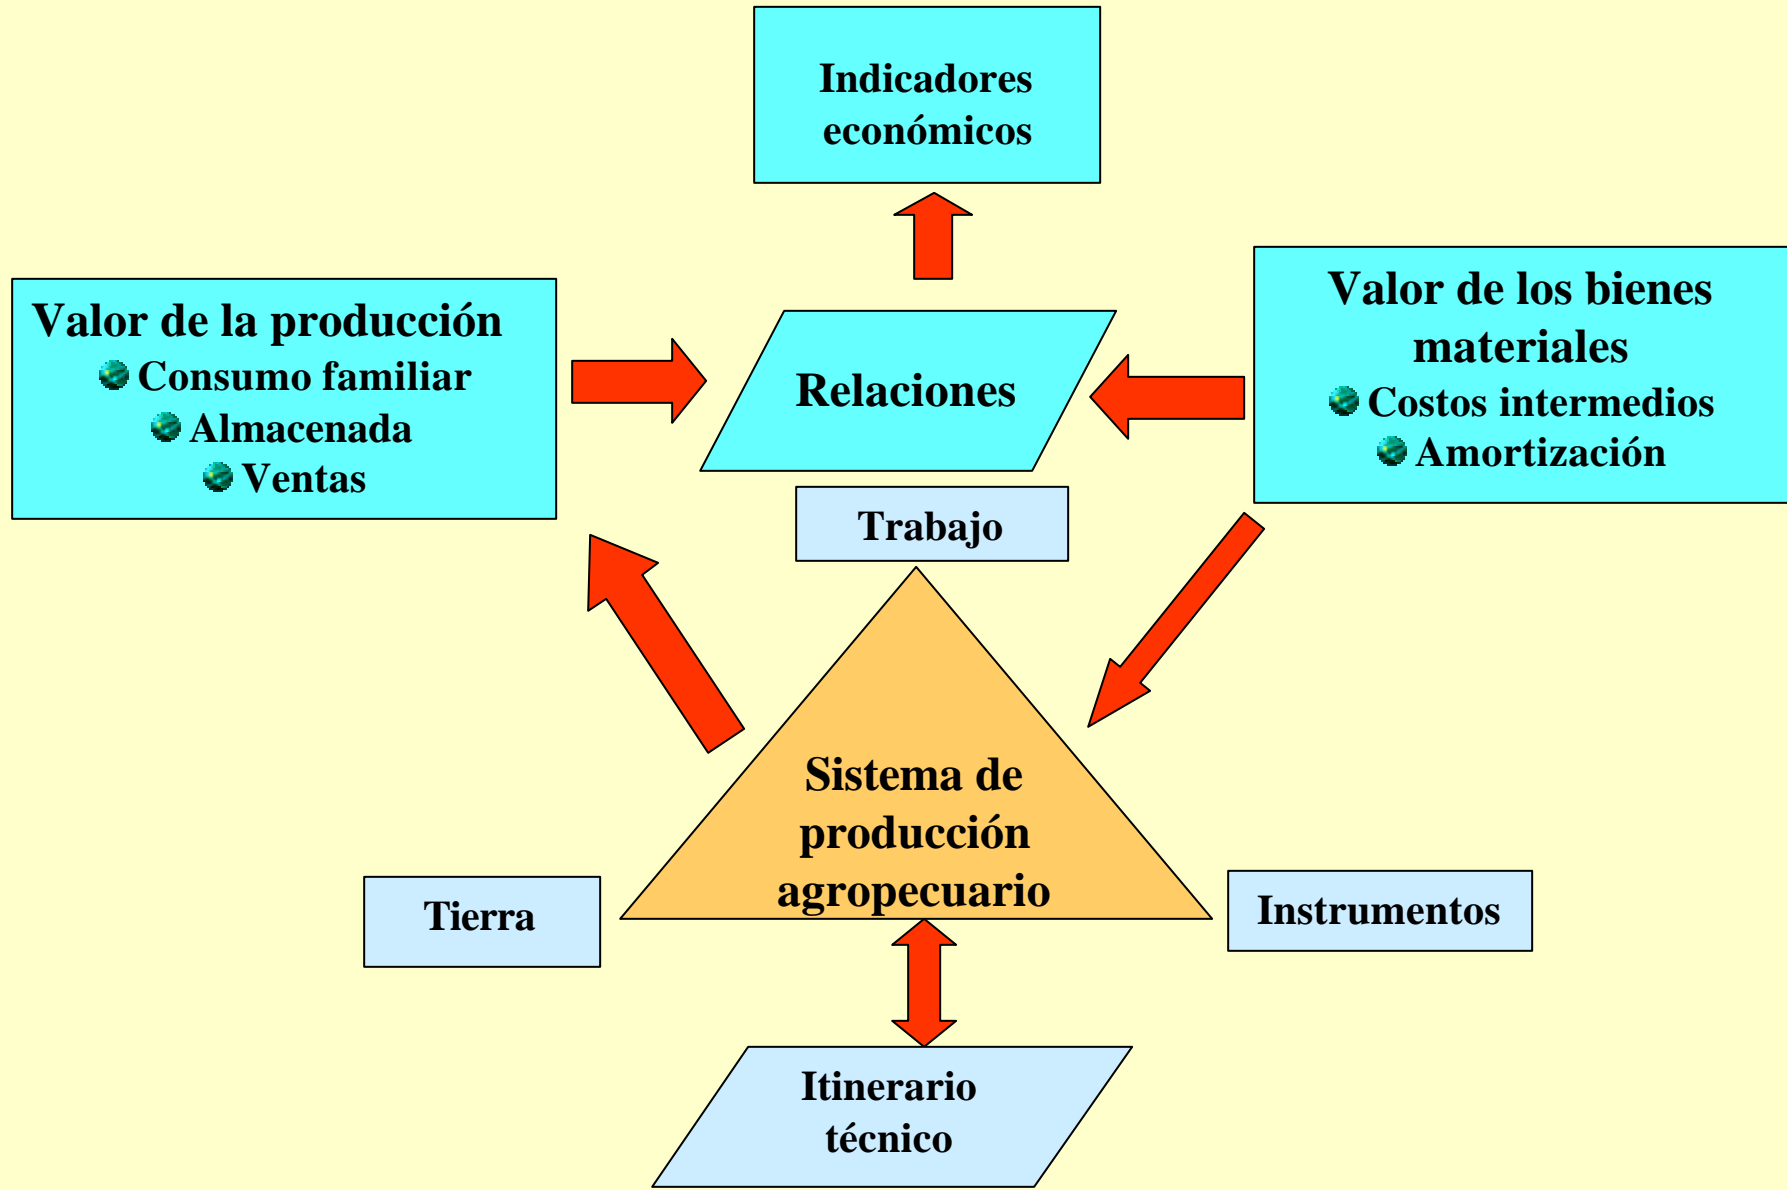 Indicadores
económicos
Valor de la producción
Consumo familiar
Almacenada
Ventas
Relaciones
Valor de los bienes
materiales
Costos intermedios
Amortización
Trabajo
Sistema de
producción
agropecuario
Tierra
Instrumentos
Itinerario
técnico